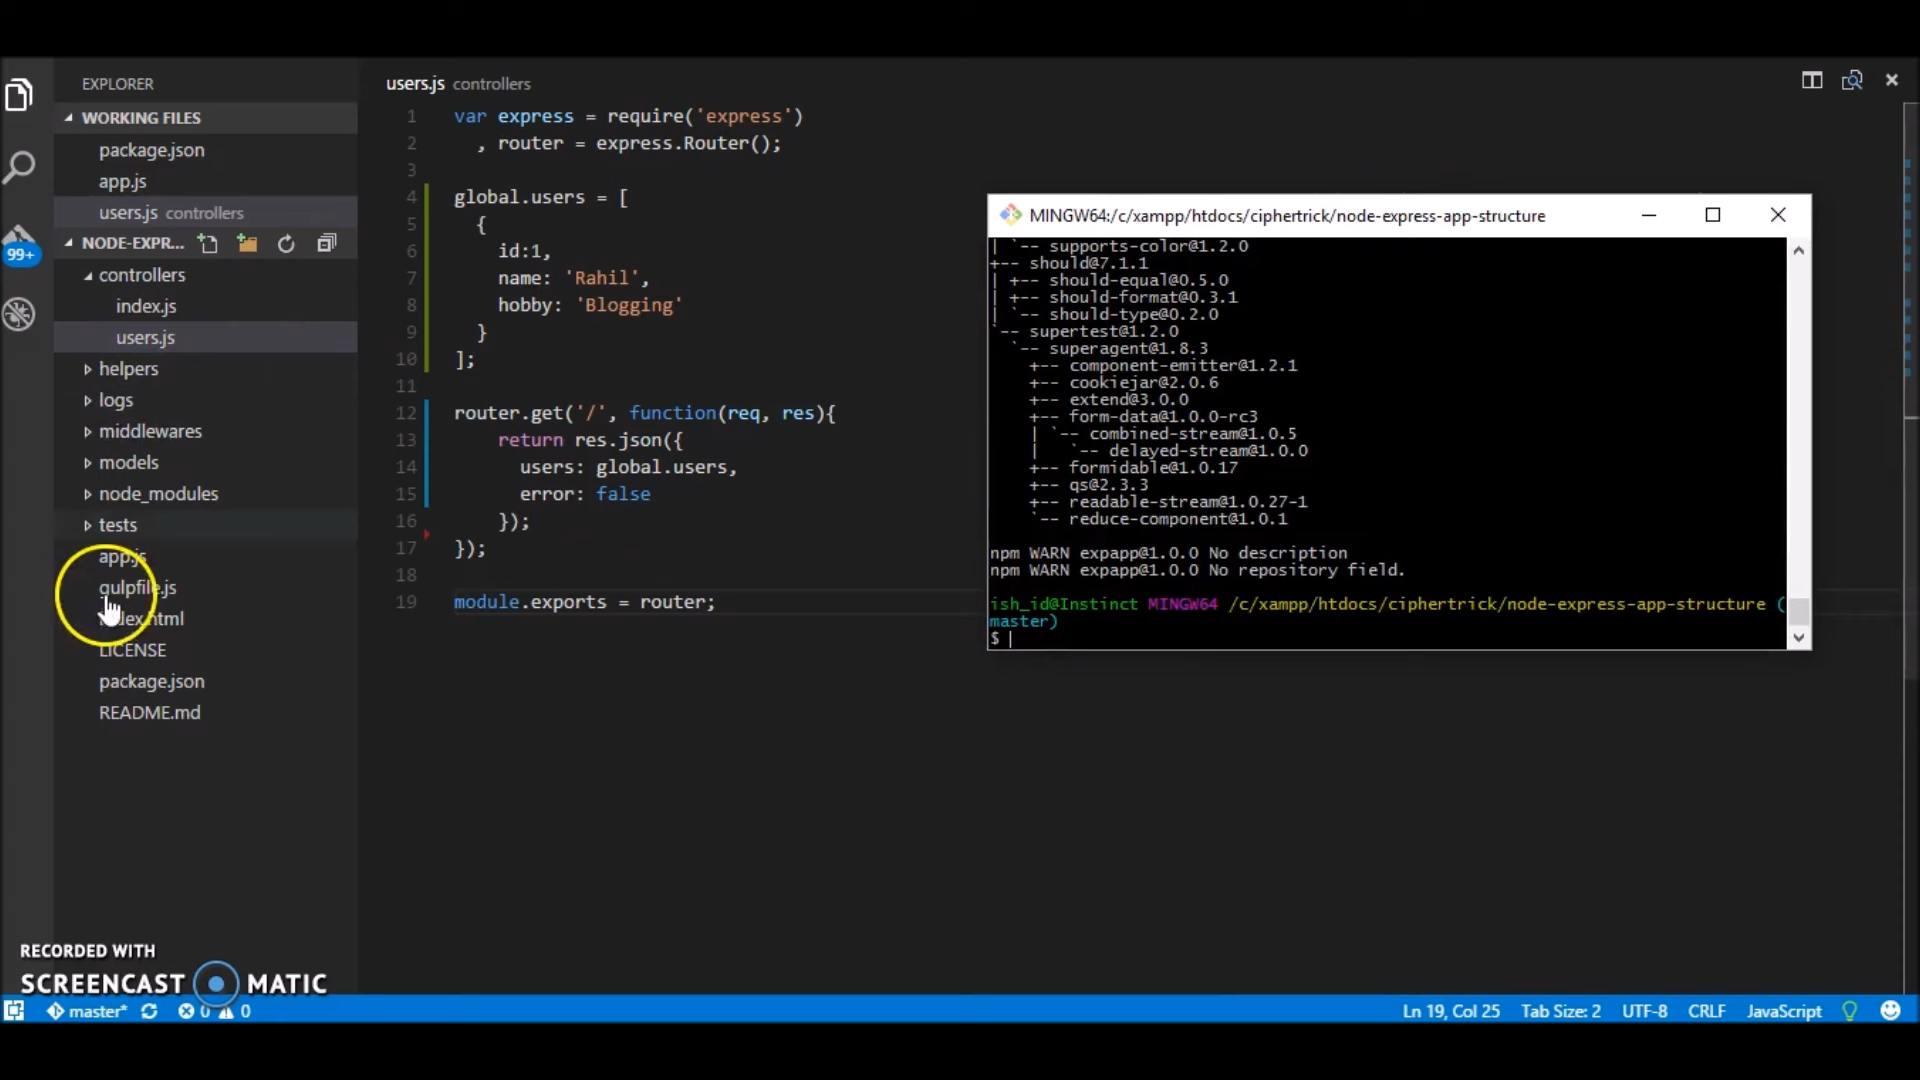 EXPLORER
WORKING FILES
package.json
app.js
users.js controllers
NODE-EXPR...
controllers
index.js
users.js
helpers
logs
middlewares
models
node_modules
tests
app.js
gulpfile.js
index.html
LICENSE
package.json
README.md
99+
users.js controllers
1 var express = require('express')
2 , router = express.Router();
3
4 global.users = [
5 {
6 id:1,
7 name: 'Rahil',
8 hobby: 'Blogging'
9 }
10 ];
11
12 router.get('/', function(req, res){
13 return res.json({
14 users: global.users,
15 error: false
16 });
17 });
18
19 module.exports = router;
MINGW64:/c/xampp/htdocs/ciphertrick/node-express-app-structure
| `-- supports-color@1.2.0
+-- should@7.1.1
| +-- should-equal@0.5.0
| +-- should-format@0.3.1
| `-- should-type@0.2.0
`-- supertest@1.2.0
`-- superagent@1.8.3
+-- component-emitter@1.2.1
+-- cookiejar@2.0.6
+-- extend@3.0.0
+-- form-data@1.0.0-rc3
| `-- combined-stream@1.0.5
| `-- delayed-stream@1.0.0
+-- formidable@1.0.17
+-- qs@2.3.3
+-- readable-stream@1.0.27-1
`-- reduce-component@1.0.1
npm WARN expapp@1.0.0 No description
npm WARN expapp@1.0.0 No repository field.
ish_id@Instinct MINGW64 /c/xampp/htdocs/ciphertrick/node-express-app-structure (
master)
$
RECORDED WITH
SCREENCAST MATIC
master* 0 0 Ln 19, Col 25 Tab Size: 2 UTF-8 CRLF JavaScript